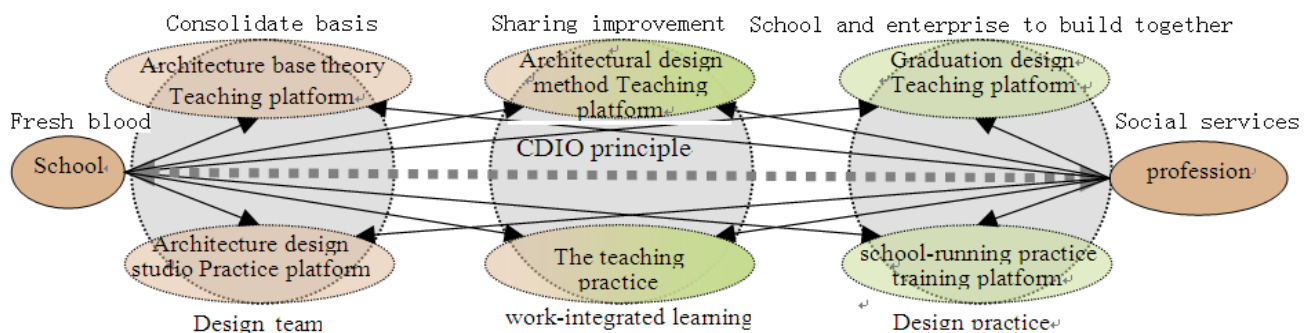 Consolidate basis
Sharing improvement
School and enterprise to build together
Architecture base theory
Teaching platform
Architectural design
method Teaching
platform
Graduation design
Teaching platform
Fresh blood
Social services
School
CDIO principle
profession
Architecture design
studio Practice platform
The teaching
practice
school-running practice
training platform
Design team
work-integrated learning
Design practice